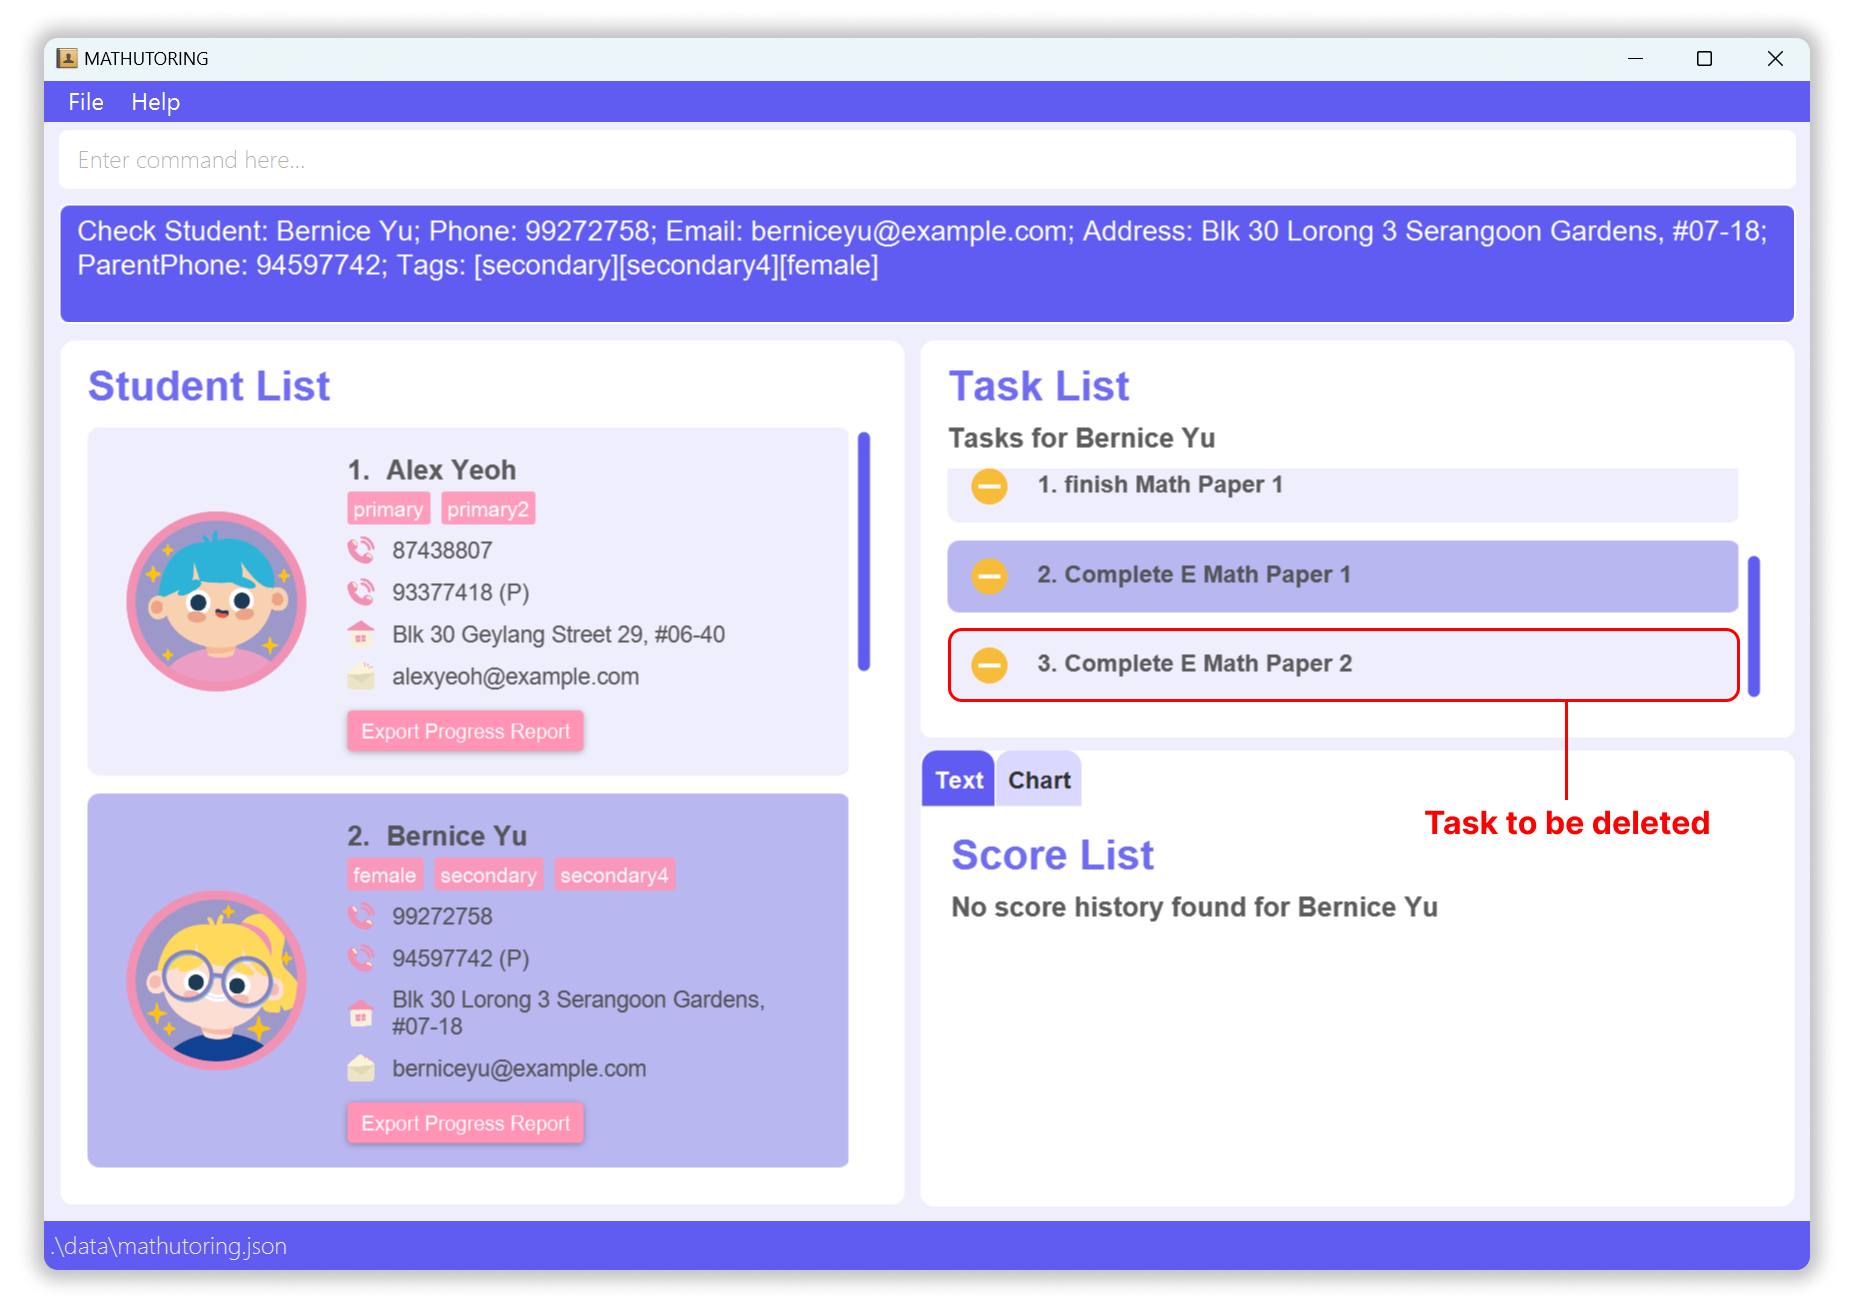 MATHUTORING
File Help
Enter command here...
Check Student: Bernice Yu; Phone: 99272758; Email: berniceyu@example.com; Address: Blk 30 Lorong 3 Serangoon Gardens, #07-18;
ParentPhone: 94597742; Tags: [secondary][secondary4][female]
Student List
1. Alex Yeoh
primary primary2
87438807
93377418 (P)
Blk 30 Geylang Street 29, #06-40
alexyeoh@example.com
Export Progress Report
2. Bernice Yu
female secondary secondary4
99272758
94597742 (P)
Blk 30 Lorong 3 Serangoon Gardens,
#07-18
berniceyu@example.com
Export Progress Report
Task List
Tasks for Bernice Yu
1. finish Math Paper 1
2. Complete E Math Paper 1
3. Complete E Math Paper 2
Task to be deleted
Text Chart
Score List
No score history found for Bernice Yu
.\data\mathutoring.json